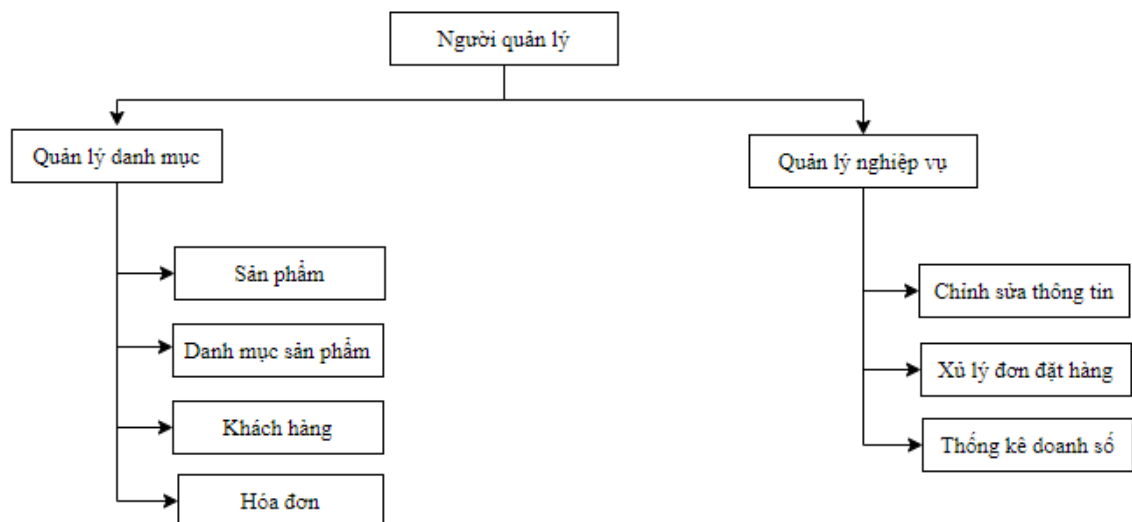 Người quản lý
Quản lý danh mục
Quản lý nghiệp vụ
Sản phẩm
Danh mục sản phẩm
Khách hàng
Hóa đơn
Chỉnh sửa thông tin
Xủ lý đơn đặt hàng
Thống kê doanh số